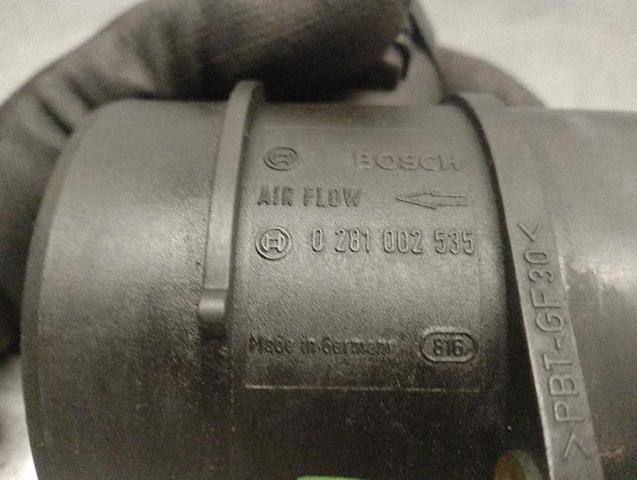 BOSCH
AIR FLOW
0 281 002 535
Made in Germany 816
>PBT-GF30<